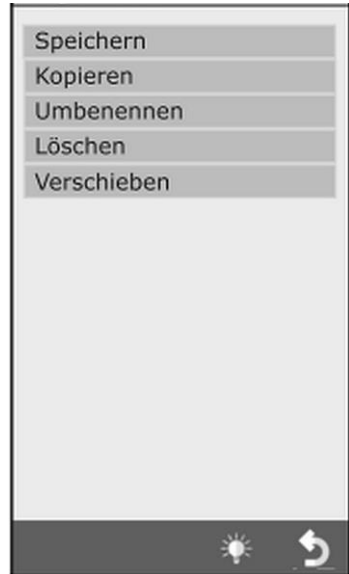 Speichern
Kopieren
Umbenennen
Löschen
Verschieben